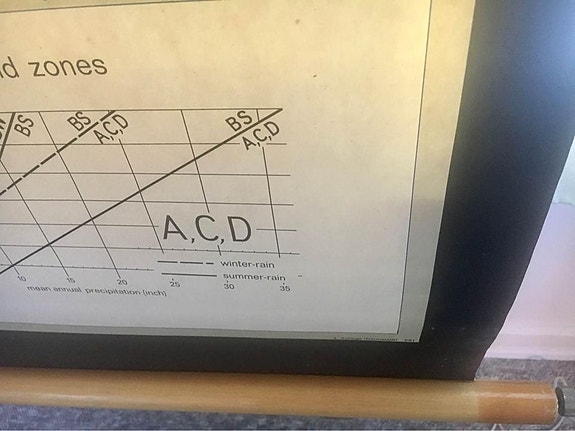 d zones
BS
BS
A,C,D
BS
A,C,D
A,C,D
winter-rain
summer-rain
10 15 20 25 30 35
mean annual precipitation (inch)